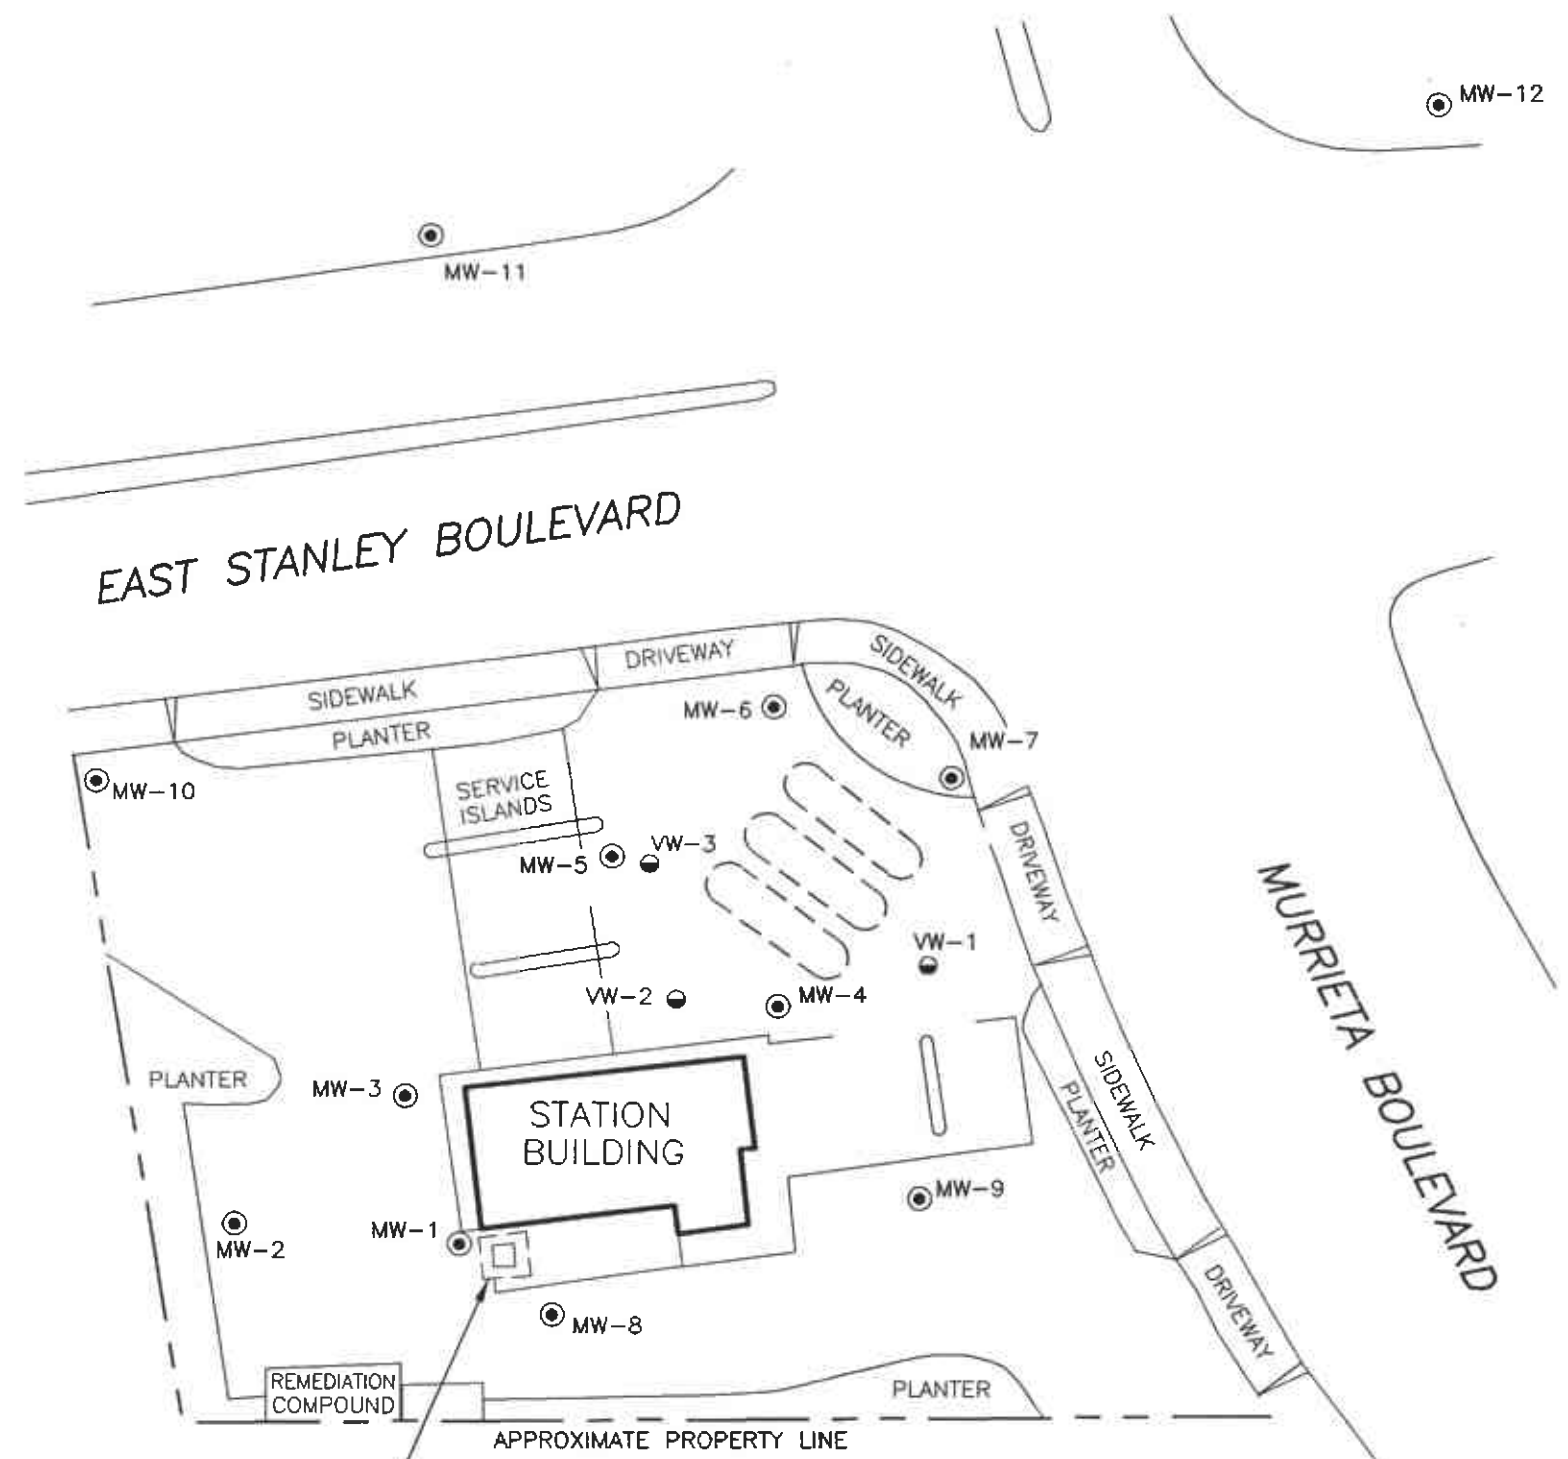 MW-12
MW-11
EAST STANLEY BOULEVARD
DRIVEWAY
SIDEWALK
SIDEWALK
PLANTER
MW-6
PLANTER
MW-7
MW-10
SERVICE
ISLANDS
MW-5
VW-3
DRIVEWAY
MURRIETA BOULEVARD
VW-1
VW-2
MW-4
PLANTER
MW-3
STATION
BUILDING
SIDEWALK
PLANTER
MW-9
MW-1
MW-2
MW-8
DRIVEWAY
REMEDIATION
COMPOUND
PLANTER
APPROXIMATE PROPERTY LINE